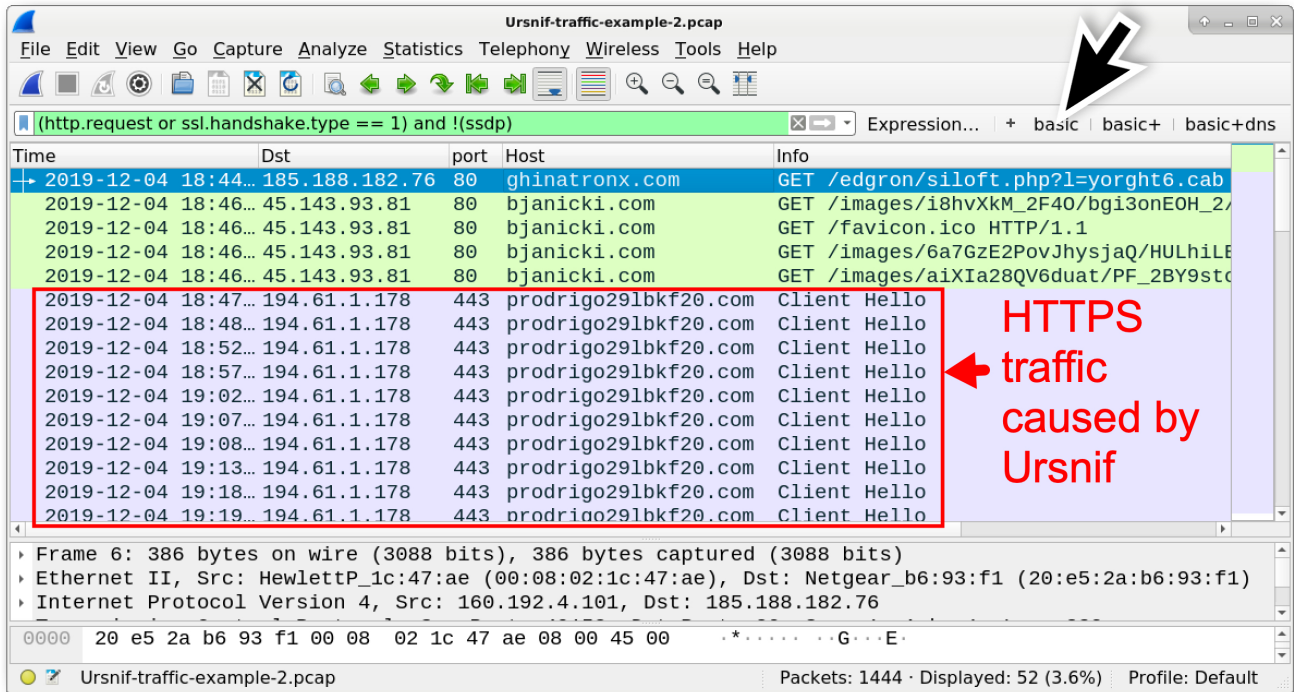 Ursnif-traffic-example-2.pcap
File Edit View Go Capture Analyze Statistics Telephony Wireless Tools Help
(http.request or ssl.handshake.type == 1) and !(ssdp) Expression... + basic basic+ basic+dns
Time Dst port Host Info
2019-12-04 18:44… 185.188.182.76 80 ghinatronx.com GET /edgron/siloft.php?l=yorght6.cab
2019-12-04 18:46… 45.143.93.81 80 bjanicki.com GET /images/i8hvXkM_2F4O/bgi3onEOH_2/
2019-12-04 18:46… 45.143.93.81 80 bjanicki.com GET /favicon.ico HTTP/1.1
2019-12-04 18:46… 45.143.93.81 80 bjanicki.com GET /images/6a7GzE2PovJhysjaQ/HULhiLE
2019-12-04 18:46… 45.143.93.81 80 bjanicki.com GET /images/aiXIa28QV6duat/PF_2BY9stc
2019-12-04 18:47… 194.61.1.178 443 prodrigo29lbkf20.com Client Hello
2019-12-04 18:48… 194.61.1.178 443 prodrigo29lbkf20.com Client Hello
2019-12-04 18:52… 194.61.1.178 443 prodrigo29lbkf20.com Client Hello
2019-12-04 18:57… 194.61.1.178 443 prodrigo29lbkf20.com Client Hello
2019-12-04 19:02… 194.61.1.178 443 prodrigo29lbkf20.com Client Hello
2019-12-04 19:07… 194.61.1.178 443 prodrigo29lbkf20.com Client Hello
2019-12-04 19:08… 194.61.1.178 443 prodrigo29lbkf20.com Client Hello
2019-12-04 19:13… 194.61.1.178 443 prodrigo29lbkf20.com Client Hello
2019-12-04 19:18… 194.61.1.178 443 prodrigo29lbkf20.com Client Hello
2019-12-04 19:19… 194.61.1.178 443 prodrigo29lbkf20.com Client Hello
HTTPS
traffic
caused by
Ursnif
Frame 6: 386 bytes on wire (3088 bits), 386 bytes captured (3088 bits)
Ethernet II, Src: HewlettP_1c:47:ae (00:08:02:1c:47:ae), Dst: Netgear_b6:93:f1 (20:e5:2a:b6:93:f1)
Internet Protocol Version 4, Src: 160.192.4.101, Dst: 185.188.182.76
0000 20 e5 2a b6 93 f1 00 08 02 1c 47 ae 08 00 45 00 ·*····· ··G···E·
Ursnif-traffic-example-2.pcap Packets: 1444 · Displayed: 52 (3.6%) Profile: Default